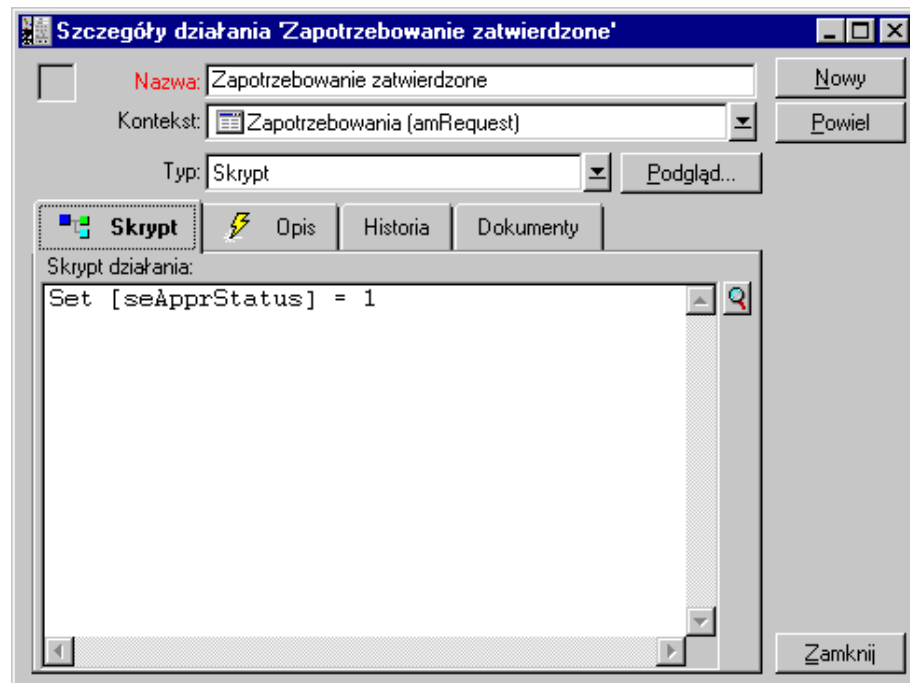 Szczegóły działania 'Zapotrzebowanie zatwierdzone'
Nazwa: Zapotrzebowanie zatwierdzone
Nowy
Kontekst: Zapotrzebowania (amRequest)
Powiel
Typ: Skrypt
Podgląd...
Skrypt Opis Historia Dokumenty
Skrypt działania:
Set [seApprStatus] = 1
Zamknij